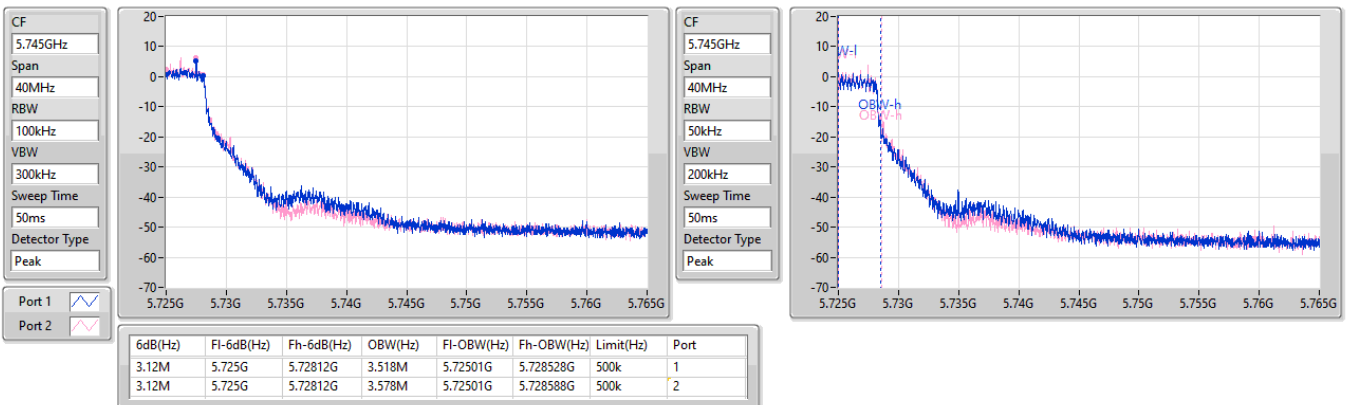 CF
5.745GHz
Span
40MHz
RBW
100kHz
VBW
300kHz
Sweep Time
50ms
Detector Type
Peak
Port 1
Port 2
20-
10-
0-
-10-
-20-
-30-
-40-
-50-
-60-
-70-
5.725G 5.73G 5.735G 5.74G 5.745G 5.75G 5.755G 5.76G 5.765G
CF
5.745GHz
Span
40MHz
RBW
50kHz
VBW
200kHz
Sweep Time
50ms
Detector Type
Peak
20-
10-
0-
-10-
-20-
-30-
-40-
-50-
-60-
-70-
W-l
OBW-h
OBW-h
5.725G 5.73G 5.735G 5.74G 5.745G 5.75G 5.755G 5.76G 5.765G
6dB(Hz) Fl-6dB(Hz) Fh-6dB(Hz) OBW(Hz) Fl-OBW(Hz) Fh-OBW(Hz) Limit(Hz) Port
3.12M 5.725G 5.72812G 3.518M 5.72501G 5.728528G 500k 1
3.12M 5.725G 5.72812G 3.578M 5.72501G 5.728588G 500k 2